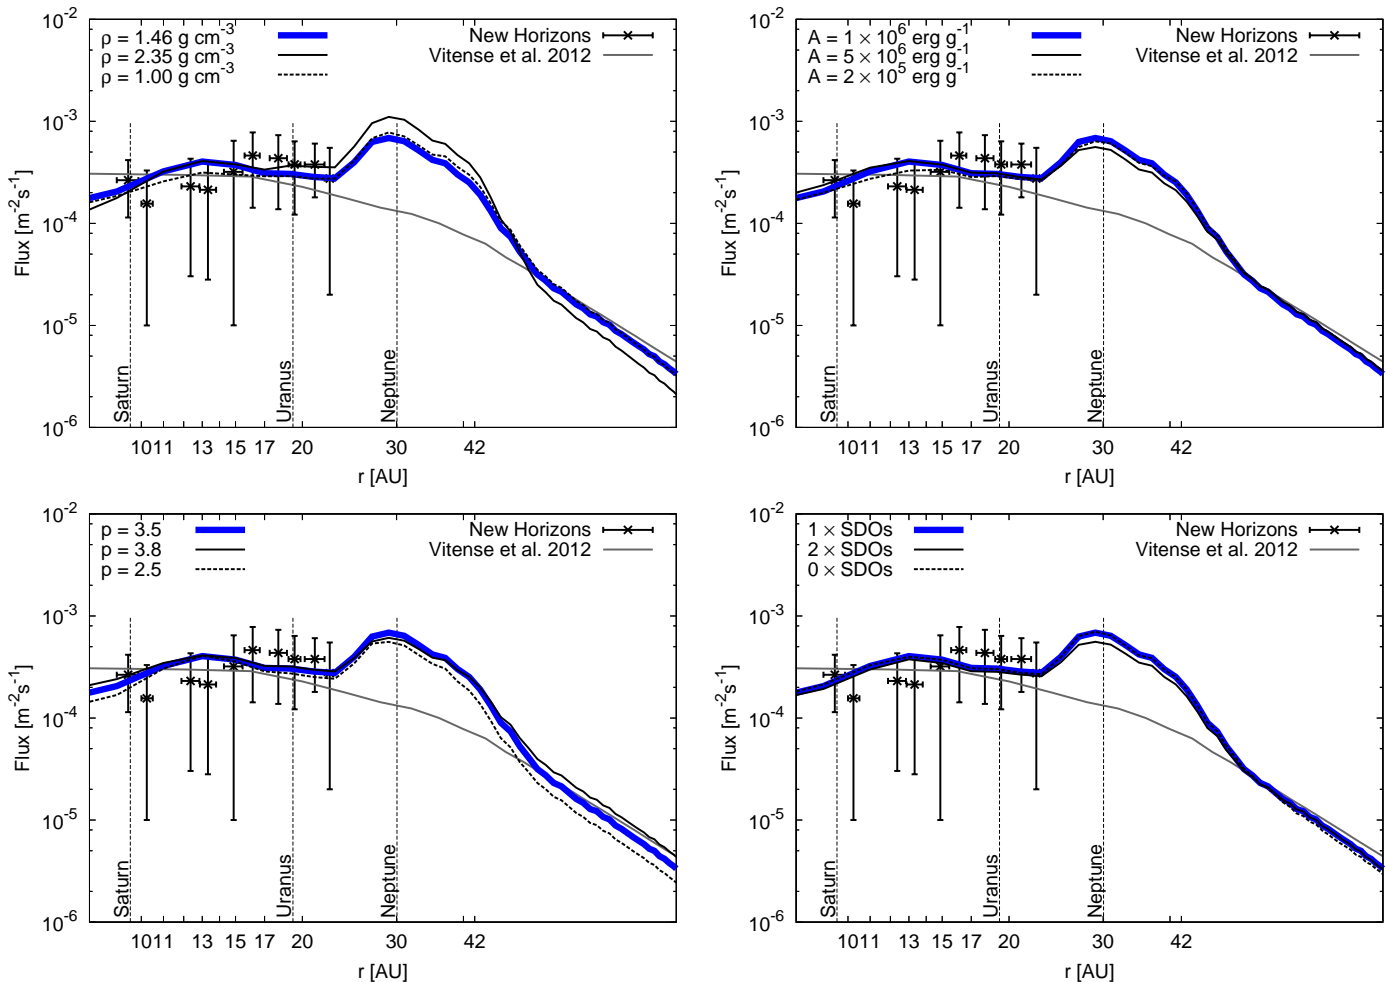 10⁻²
10⁻³
10⁻⁴
10⁻⁵
10⁻⁶
Flux [m⁻²s⁻¹]
ρ = 1.46 g cm⁻³
ρ = 2.35 g cm⁻³
ρ = 1.00 g cm⁻³
New Horizons
Vitense et al. 2012
Saturn
Uranus
Neptune
10 11 13 15 17 20 30 42
r [AU]
10⁻²
10⁻³
10⁻⁴
10⁻⁵
10⁻⁶
Flux [m⁻²s⁻¹]
A = 1 × 10⁶ erg g⁻¹
A = 5 × 10⁶ erg g⁻¹
A = 2 × 10⁵ erg g⁻¹
New Horizons
Vitense et al. 2012
Saturn
Uranus
Neptune
10 11 13 15 17 20 30 42
r [AU]
10⁻²
10⁻³
10⁻⁴
10⁻⁵
10⁻⁶
Flux [m⁻²s⁻¹]
p = 3.5
p = 3.8
p = 2.5
New Horizons
Vitense et al. 2012
Saturn
Uranus
Neptune
10 11 13 15 17 20 30 42
r [AU]
10⁻²
10⁻³
10⁻⁴
10⁻⁵
10⁻⁶
Flux [m⁻²s⁻¹]
1 × SDOs
2 × SDOs
0 × SDOs
New Horizons
Vitense et al. 2012
Saturn
Uranus
Neptune
10 11 13 15 17 20 30 42
r [AU]